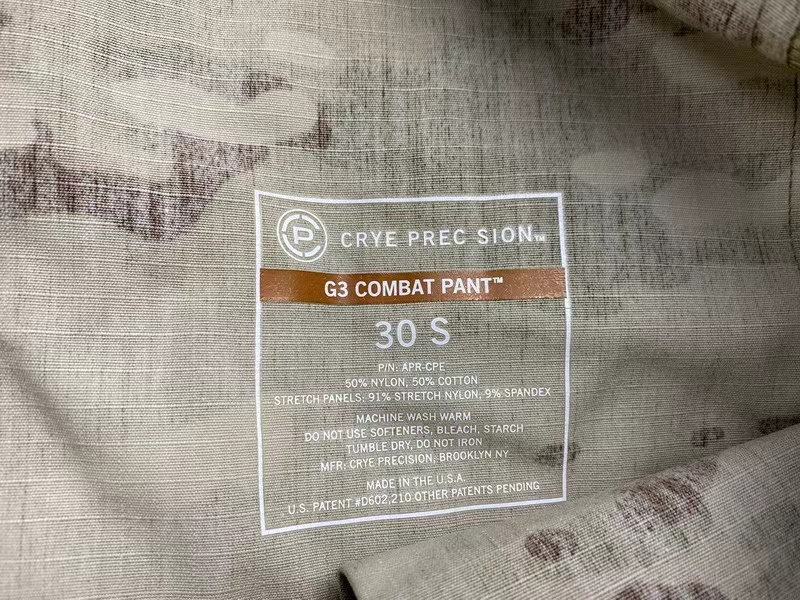 CRYE PREC SION™
G3 COMBAT PANT™
30 S
P/N: APR-CPE
50% NYLON, 50% COTTON
STRETCH PANELS: 91% STRETCH NYLON, 9% SPANDEX
MACHINE WASH WARM
DO NOT USE SOFTENERS, BLEACH, STARCH
TUMBLE DRY, DO NOT IRON
MFR: CRYE PRECISION, BROOKLYN NY
MADE IN THE U.S.A.
U.S. PATENT #D602,210 OTHER PATENTS PENDING